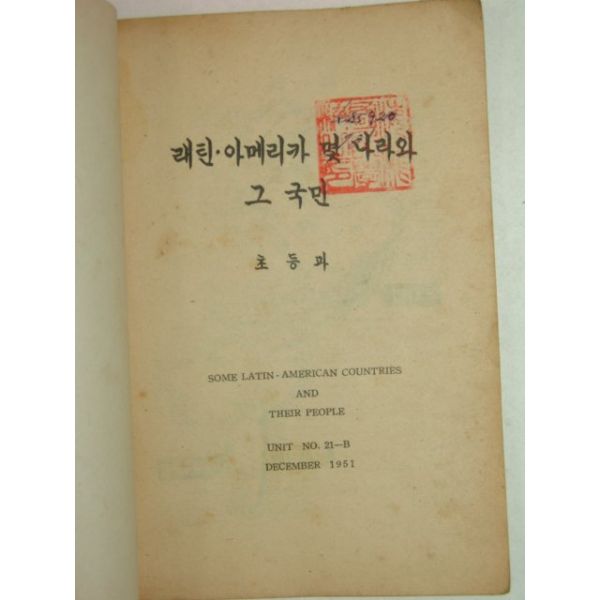 래틴·아메리카 몇 나라와
그 국민
초 등 과
SOME LATIN-AMERICAN COUNTRIES
AND
THEIR PEOPLE
UNIT NO. 21—B
DECEMBER 1951